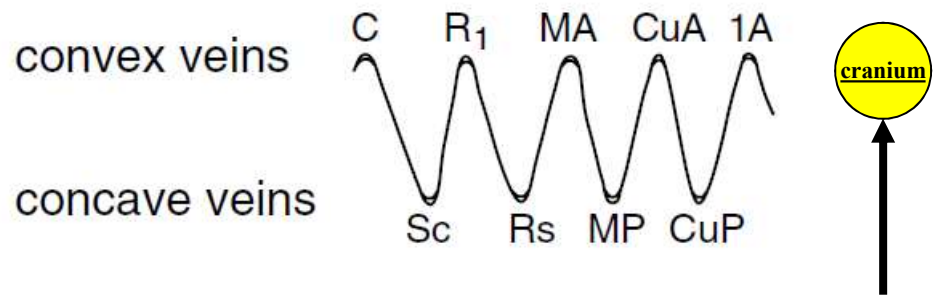 C R₁ MA CuA 1A
convex veins
cranium
concave veins
Sc Rs MP CuP